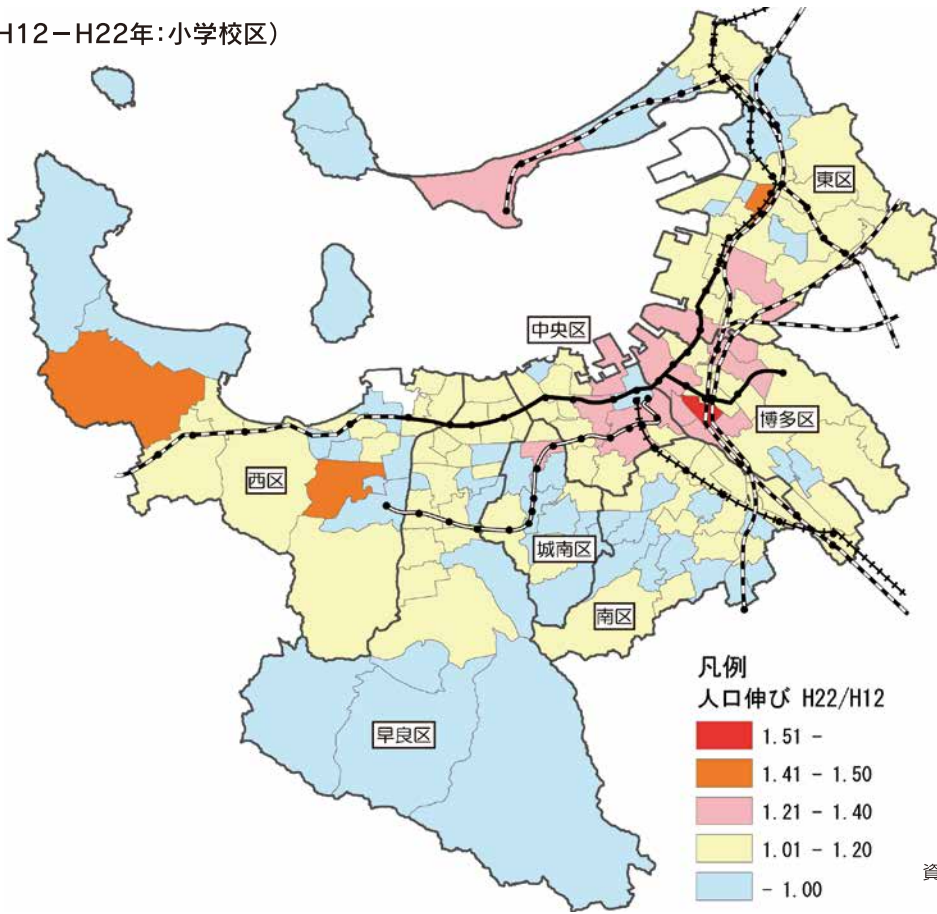 H12－H22年：小学校区）
東区
中央区
博多区
西区
城南区
南区
早良区
凡例
人口伸び H22/H12
1.51 -
1.41 - 1.50
1.21 - 1.40
1.01 - 1.20
- 1.00
資